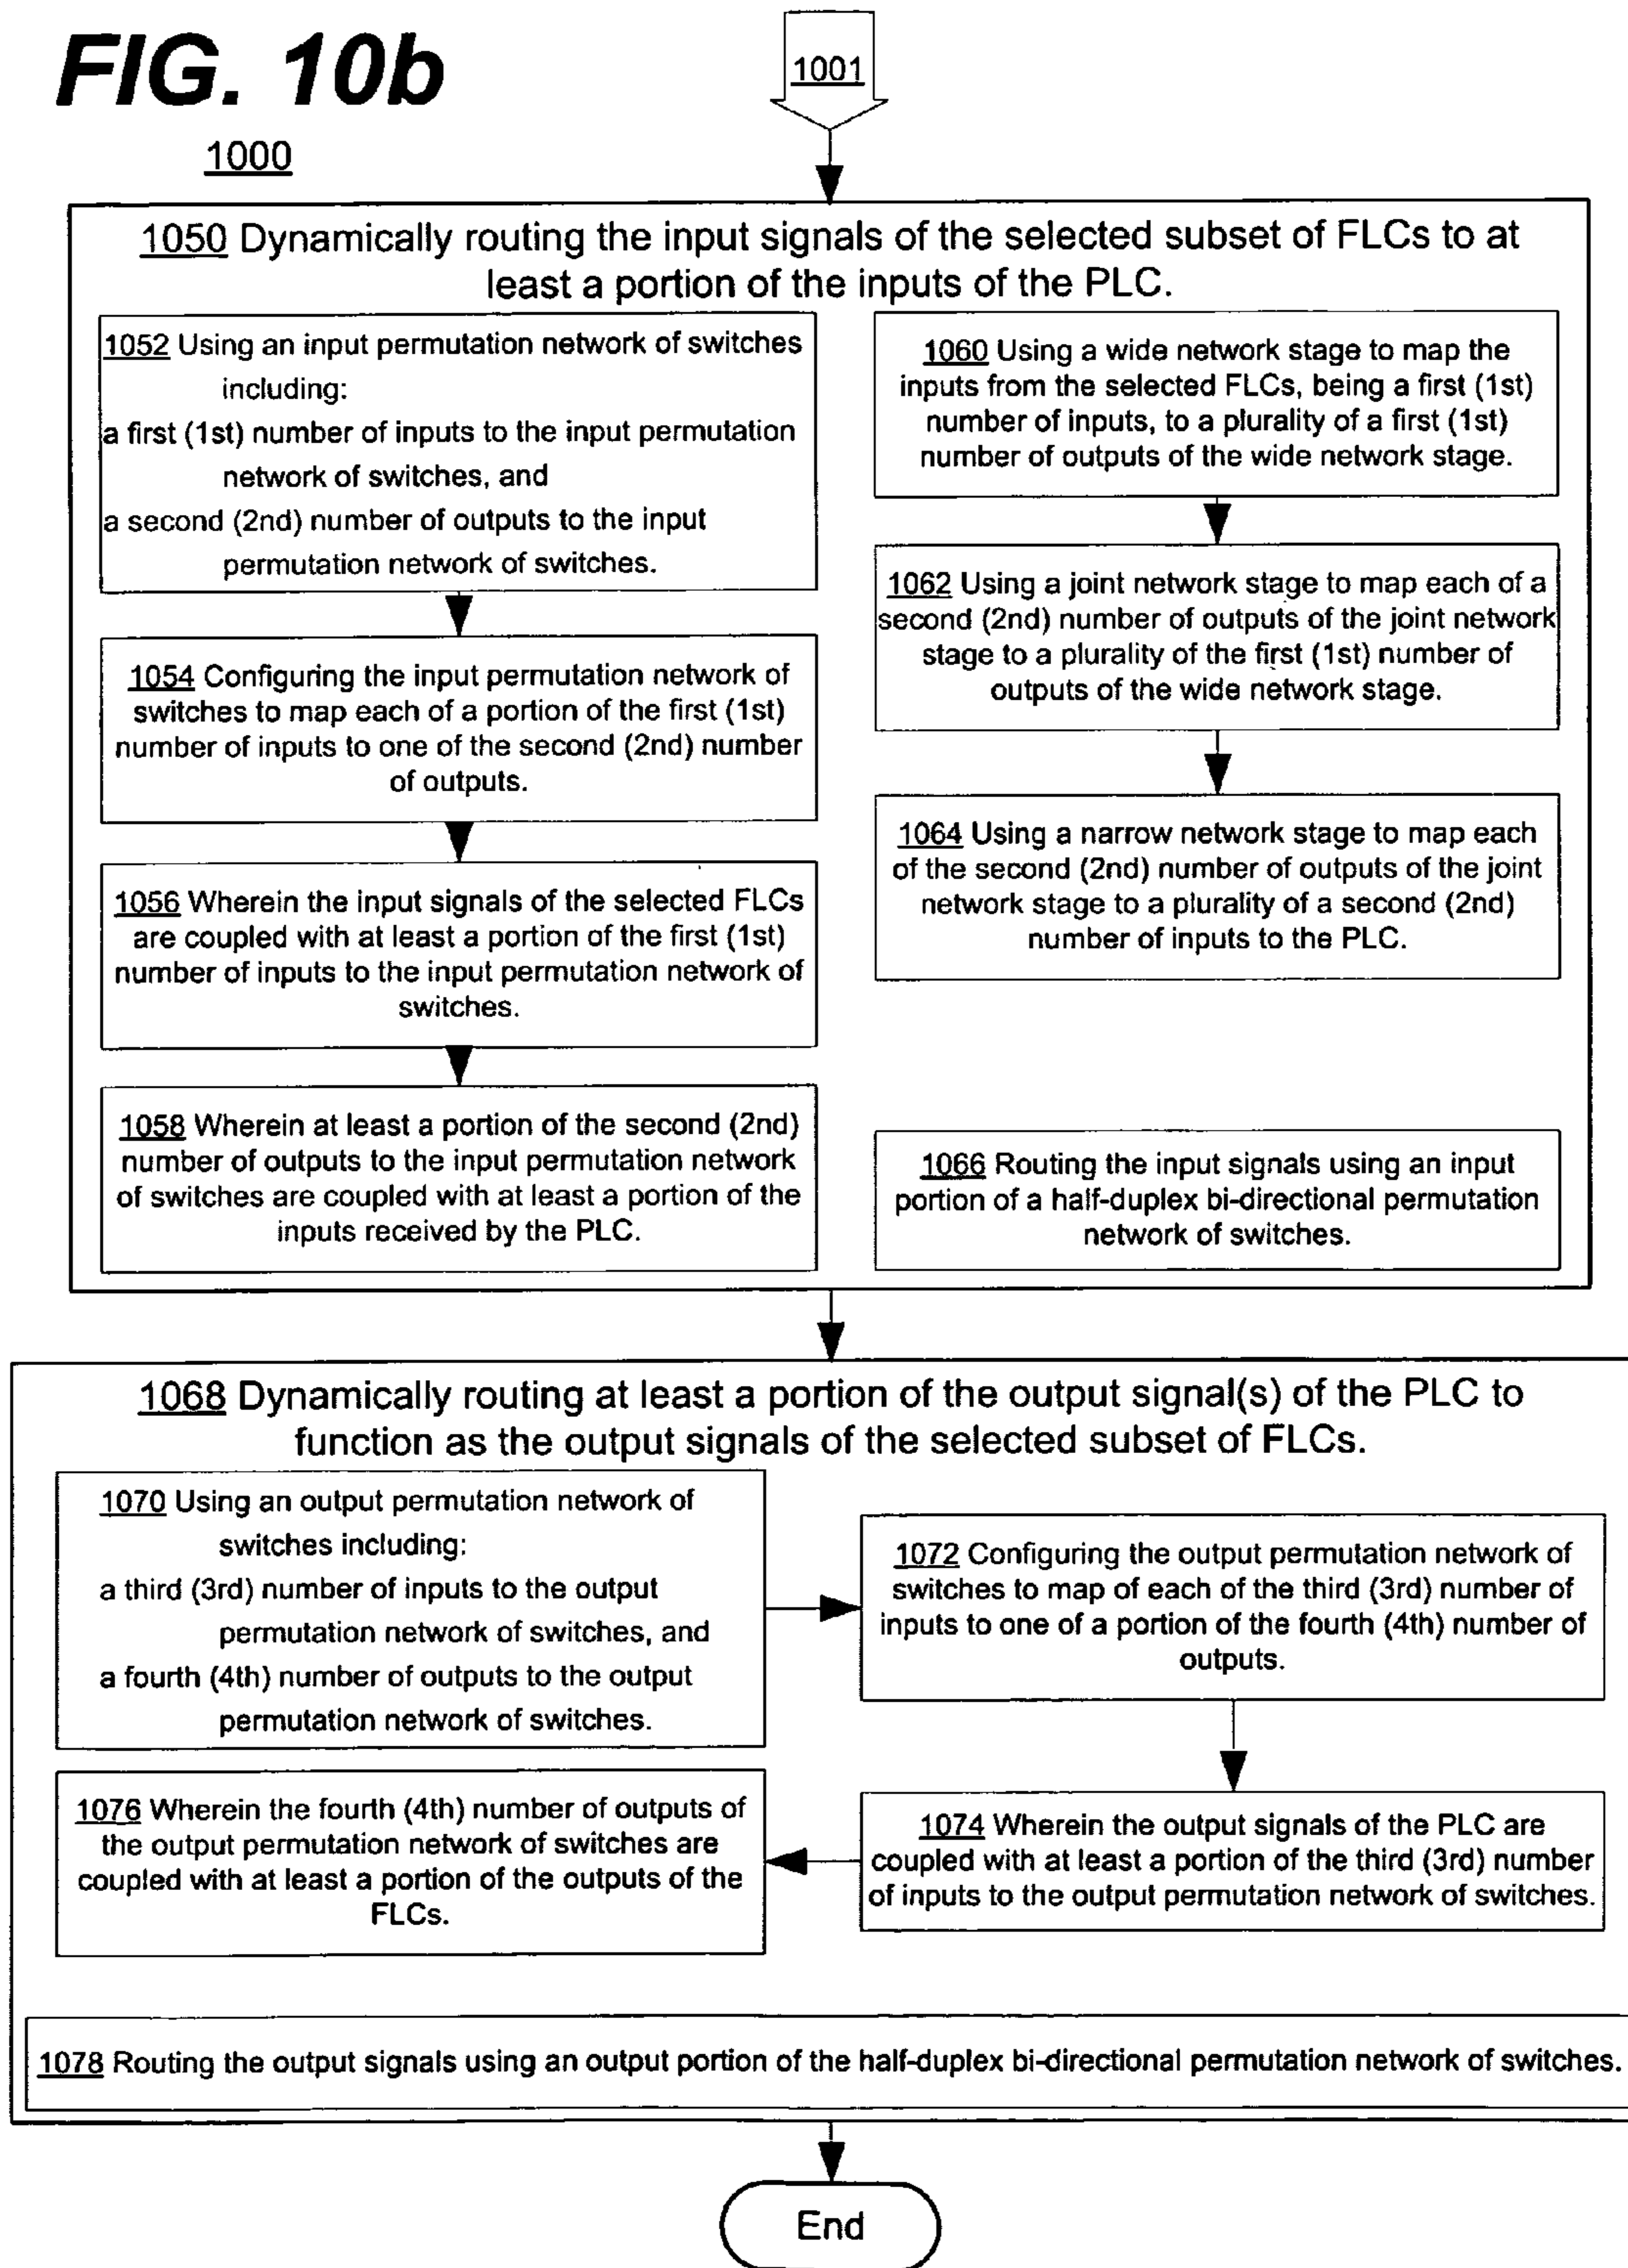 FIG. 10b
1000
1001
1050 Dynamically routing the input signals of the selected subset of FLCs to at
least a portion of the inputs of the PLC.
1052 Using an input permutation network of switches
including:
a first (1st) number of inputs to the input permutation
network of switches, and
a second (2nd) number of outputs to the input
permutation network of switches.
1054 Configuring the input permutation network of
switches to map each of a portion of the first (1st)
number of inputs to one of the second (2nd) number
of outputs.
1056 Wherein the input signals of the selected FLCs
are coupled with at least a portion of the first (1st)
number of inputs to the input permutation network of
switches.
1058 Wherein at least a portion of the second (2nd)
number of outputs to the input permutation network
of switches are coupled with at least a portion of the
inputs received by the PLC.
1060 Using a wide network stage to map the
inputs from the selected FLCs, being a first (1st)
number of inputs, to a plurality of a first (1st)
number of outputs of the wide network stage.
1062 Using a joint network stage to map each of a
second (2nd) number of outputs of the joint network
stage to a plurality of the first (1st) number of
outputs of the wide network stage.
1064 Using a narrow network stage to map each
of the second (2nd) number of outputs of the joint
network stage to a plurality of a second (2nd)
number of inputs to the PLC.
1066 Routing the input signals using an input
portion of a half-duplex bi-directional permutation
network of switches.
1068 Dynamically routing at least a portion of the output signal(s) of the PLC to
function as the output signals of the selected subset of FLCs.
1070 Using an output permutation network of
switches including:
a third (3rd) number of inputs to the output
permutation network of switches, and
a fourth (4th) number of outputs to the output
permutation network of switches.
1072 Configuring the output permutation network of
switches to map of each of the third (3rd) number of
inputs to one of a portion of the fourth (4th) number of
outputs.
1074 Wherein the output signals of the PLC are
coupled with at least a portion of the third (3rd) number
of inputs to the output permutation network of switches.
1076 Wherein the fourth (4th) number of outputs of
the output permutation network of switches are
coupled with at least a portion of the outputs of the
FLCs.
1078 Routing the output signals using an output portion of the half-duplex bi-directional permutation network of switches.
End